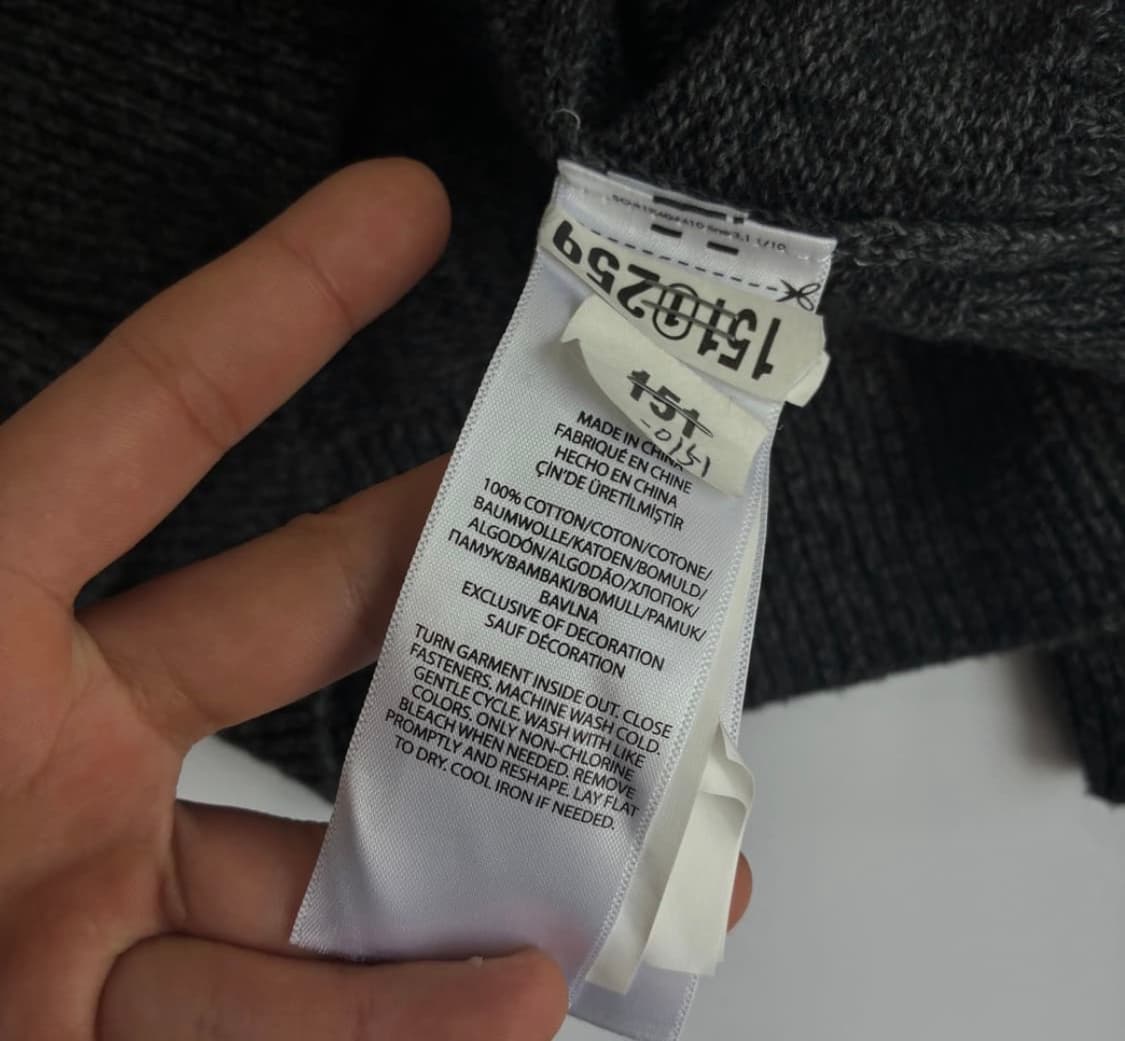 1511259
151
-0151
MADE IN CHINA
FABRIQUÉ EN CHINE
HECHO EN CHINA
ÇİN'DE ÜRETİLMİŞTİR
100% COTTON/COTON/COTONE/
BAUMWOLLE/KATOEN/BOMULD/
ALGODÓN/ALGODÃO/ХЛОПОК/
ПАМУК/BAMBAKI/BOMULL/PAMUK/
BAVLNA
EXCLUSIVE OF DECORATION
SAUF DÉCORATION
TURN GARMENT INSIDE OUT. CLOSE
FASTENERS. MACHINE WASH COLD.
GENTLE CYCLE. WASH WITH LIKE
COLORS. ONLY NON-CHLORINE
BLEACH WHEN NEEDED. REMOVE
PROMPTLY AND RESHAPE. LAY FLAT
TO DRY. COOL IRON IF NEEDED.